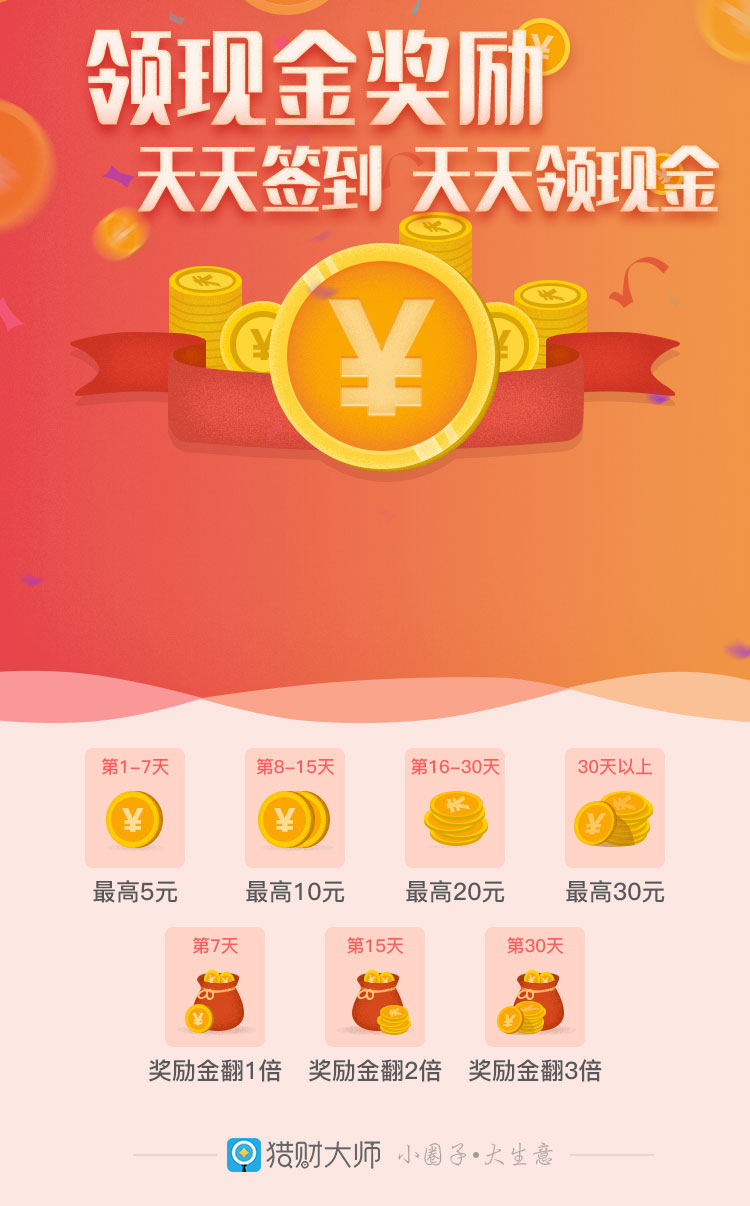 领现金奖励
天天签到 天天领现金
¥
第1-7天
第8-15天
第16-30天
30天以上
最高5元
最高10元
最高20元
最高30元
第7天
第15天
第30天
奖励金翻1倍
奖励金翻2倍
奖励金翻3倍
猎财大师 小圈子·大生意